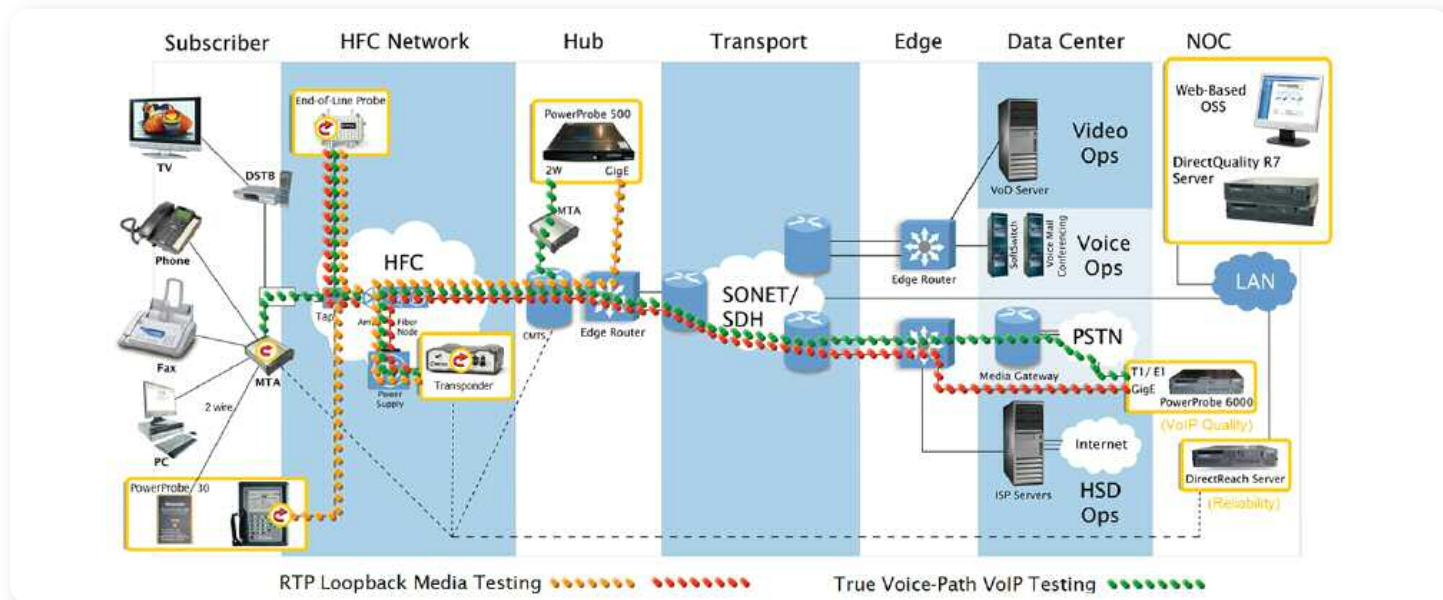 Subscriber
HFC Network
Hub
Transport
Edge
Data Center
NOC
End-of-Line Probe
PowerProbe 500
2W
GigE
Web-Based
OSS
DirectQuality R7
Server
TV
DSTB
MTA
VoD Server
Video
Ops
Phone
HFC
SoftSwitch
Voice Mail
Conferencing
Voice
Ops
Edge Router
LAN
Tap
Fiber
Node
CMTS
Edge Router
SONET/
SDH
Fax
MTA
Power
Supply
Transponder
Media Gateway
PSTN
T1/ E1
GigE
PowerProbe 6000
(VoIP Quality)
2 wire
PC
Internet
ISP Servers
HSD
Ops
DirectReach Server
(Reliability)
PowerProbe/30
RTP Loopback Media Testing
True Voice-Path VoIP Testing